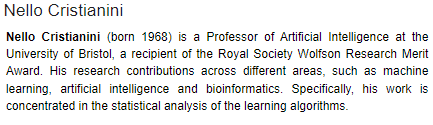 Nello Cristianini
Nello Cristianini (born 1968) is a Professor of Artificial Intelligence at the
University of Bristol, a recipient of the Royal Society Wolfson Research Merit
Award. His research contributions across different areas, such as machine
learning, artificial intelligence and bioinformatics. Specifically, his work is
concentrated in the statistical analysis of the learning algorithms.